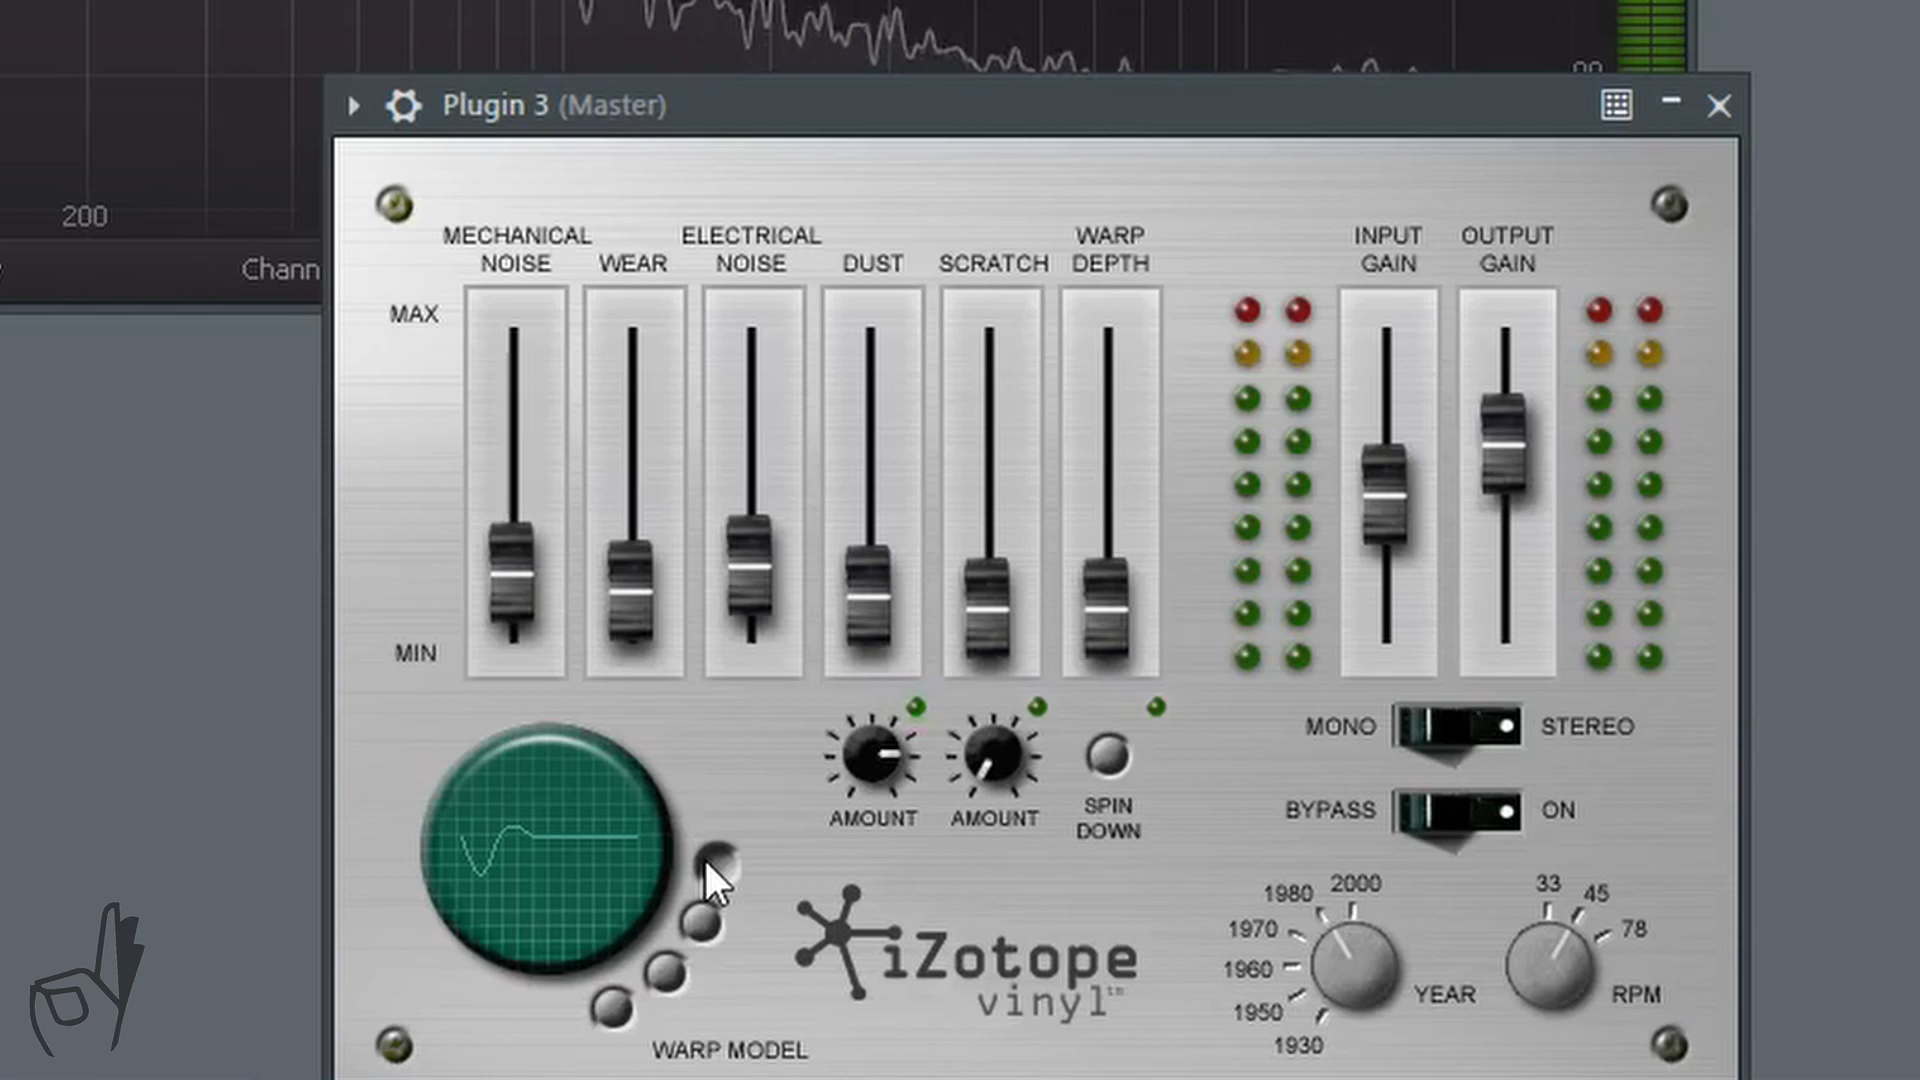 Plugin 3 (Master)
200
Chann
MECHANICAL NOISE
WEAR
ELECTRICAL NOISE
DUST
SCRATCH
WARP DEPTH
INPUT GAIN
OUTPUT GAIN
MAX
MIN
MONO
STEREO
AMOUNT
AMOUNT
SPIN DOWN
BYPASS
ON
1980
2000
1970
1960
1950
1930
YEAR
33
45
78
RPM
iZotope
vinyl™
WARP MODEL